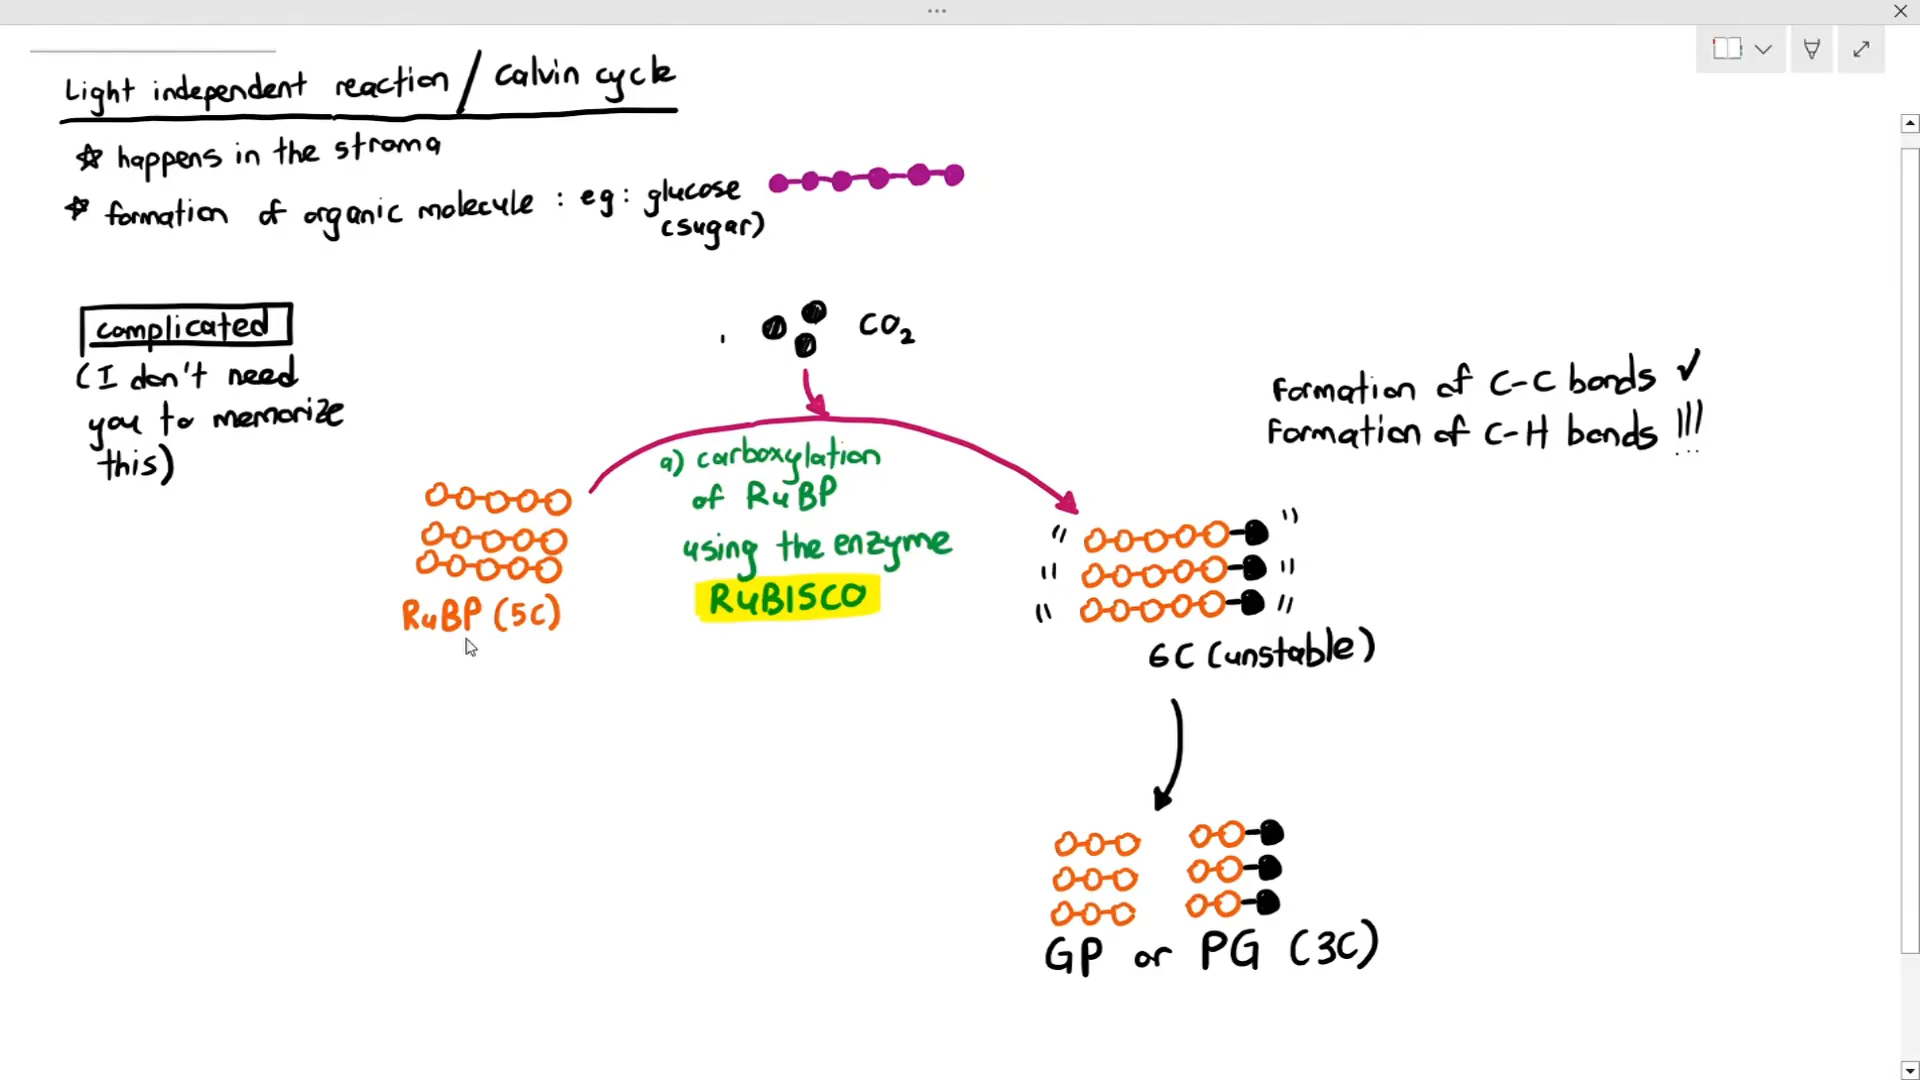 Light independent reaction / Calvin cycle
☆ happens in the stroma
☆ formation of organic molecule : eg : glucose
(sugar)
complicated
(I don't need
you to memorize
this)
CO₂
Formation of C-C bonds ✓
Formation of C-H bonds !!!
a) carboxylation
of RuBP
using the enzyme
RuBISCO
RuBP (5C)
6C (unstable)
GP or PG (3C)